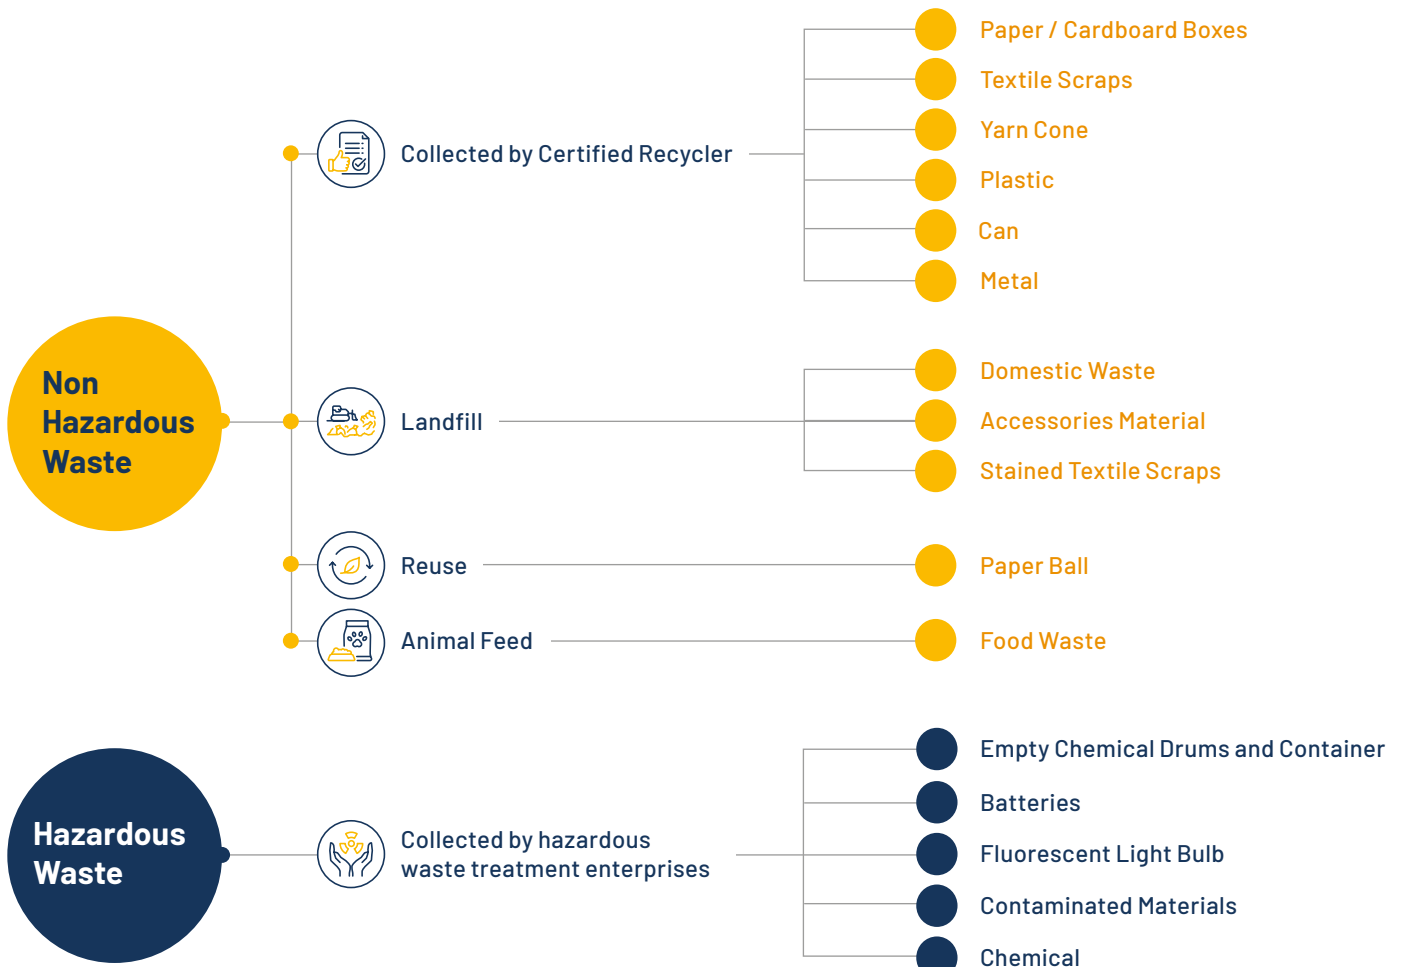 Non
Hazardous
Waste
Collected by Certified Recycler
Paper / Cardboard Boxes
Textile Scraps
Yarn Cone
Plastic
Can
Metal
Landfill
Domestic Waste
Accessories Material
Stained Textile Scraps
Reuse
Paper Ball
Animal Feed
Food Waste
Hazardous
Waste
Collected by hazardous
waste treatment enterprises
Empty Chemical Drums and Container
Batteries
Fluorescent Light Bulb
Contaminated Materials
Chemical